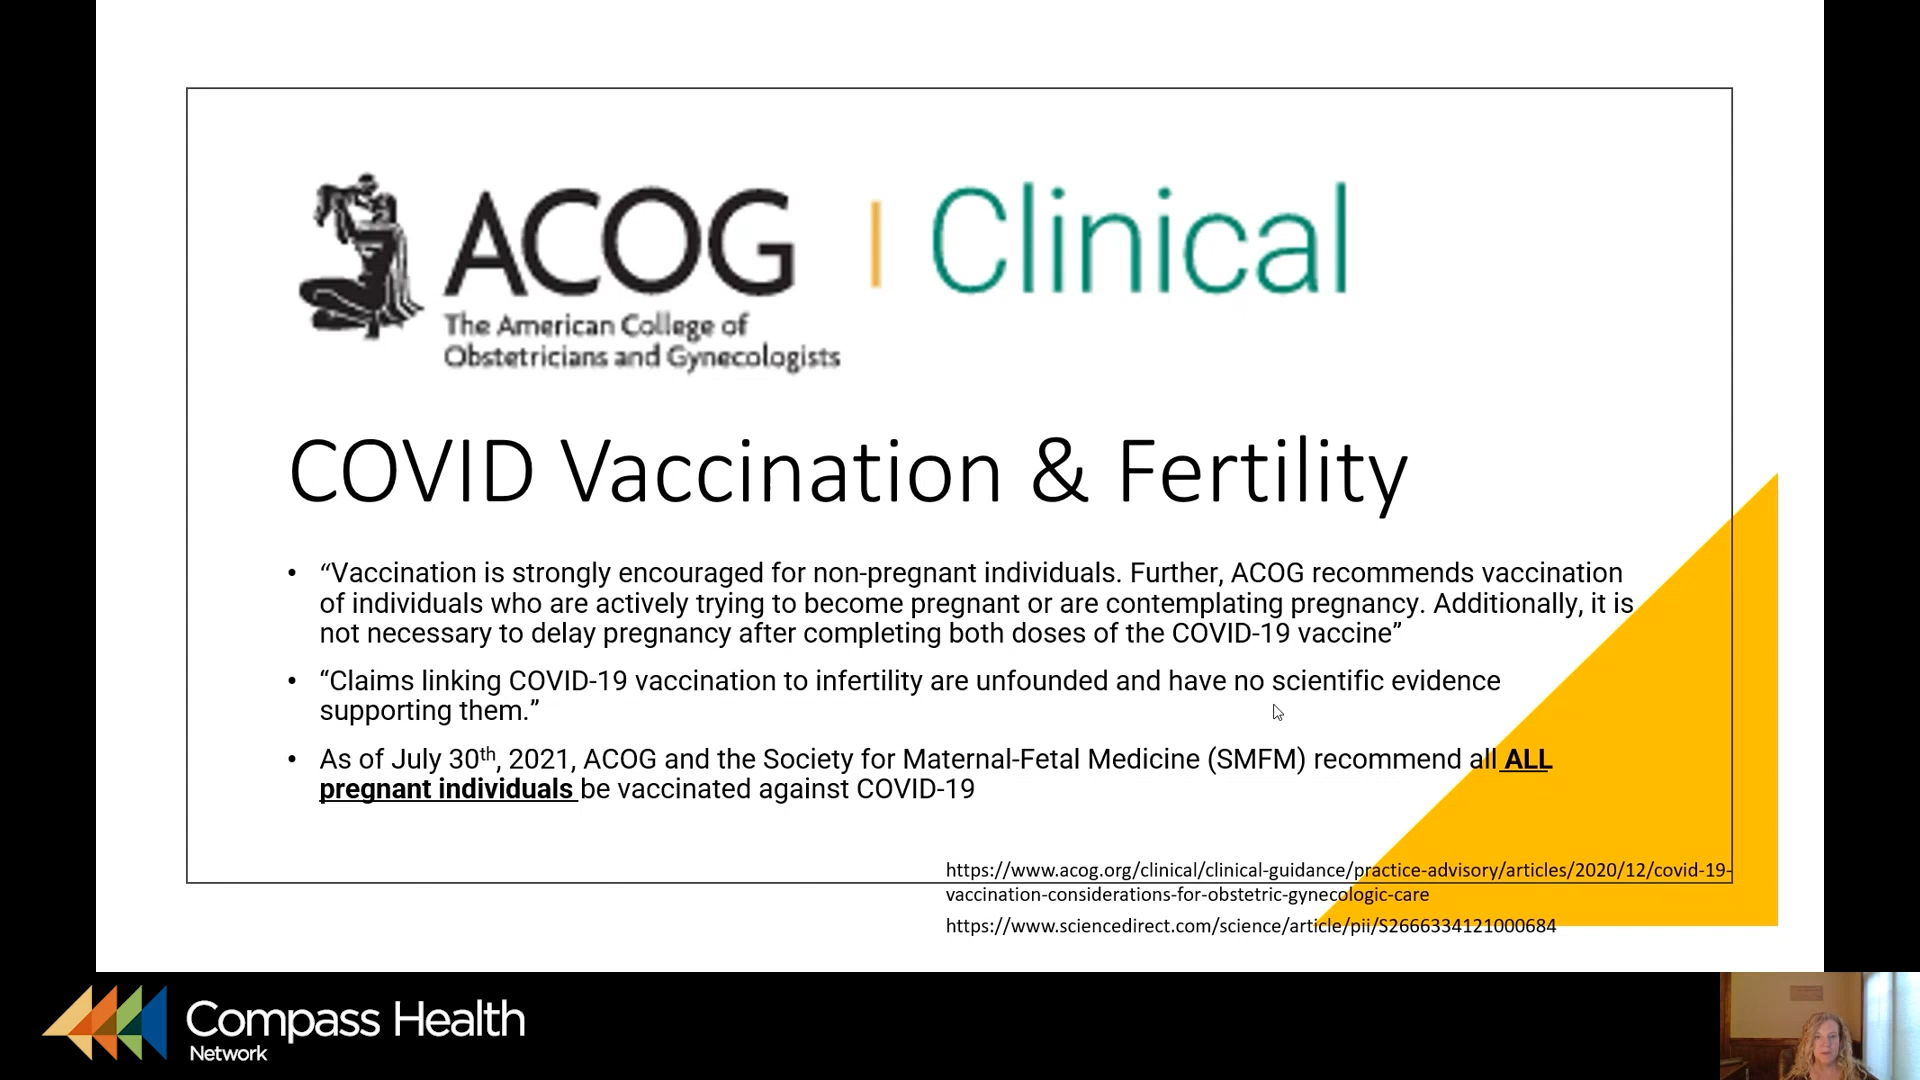 ACOG | Clinical
The American College of
Obstetricians and Gynecologists
COVID Vaccination & Fertility
• “Vaccination is strongly encouraged for non-pregnant individuals. Further, ACOG recommends vaccination
of individuals who are actively trying to become pregnant or are contemplating pregnancy. Additionally, it is
not necessary to delay pregnancy after completing both doses of the COVID-19 vaccine”
• “Claims linking COVID-19 vaccination to infertility are unfounded and have no scientific evidence
supporting them.”
• As of July 30th, 2021, ACOG and the Society for Maternal-Fetal Medicine (SMFM) recommend all ALL
pregnant individuals be vaccinated against COVID-19
https://www.acog.org/clinical/clinical-guidance/practice-advisory/articles/2020/12/covid-19-
vaccination-considerations-for-obstetric-gynecologic-care
https://www.sciencedirect.com/science/article/pii/S2666334121000684
Compass Health
Network